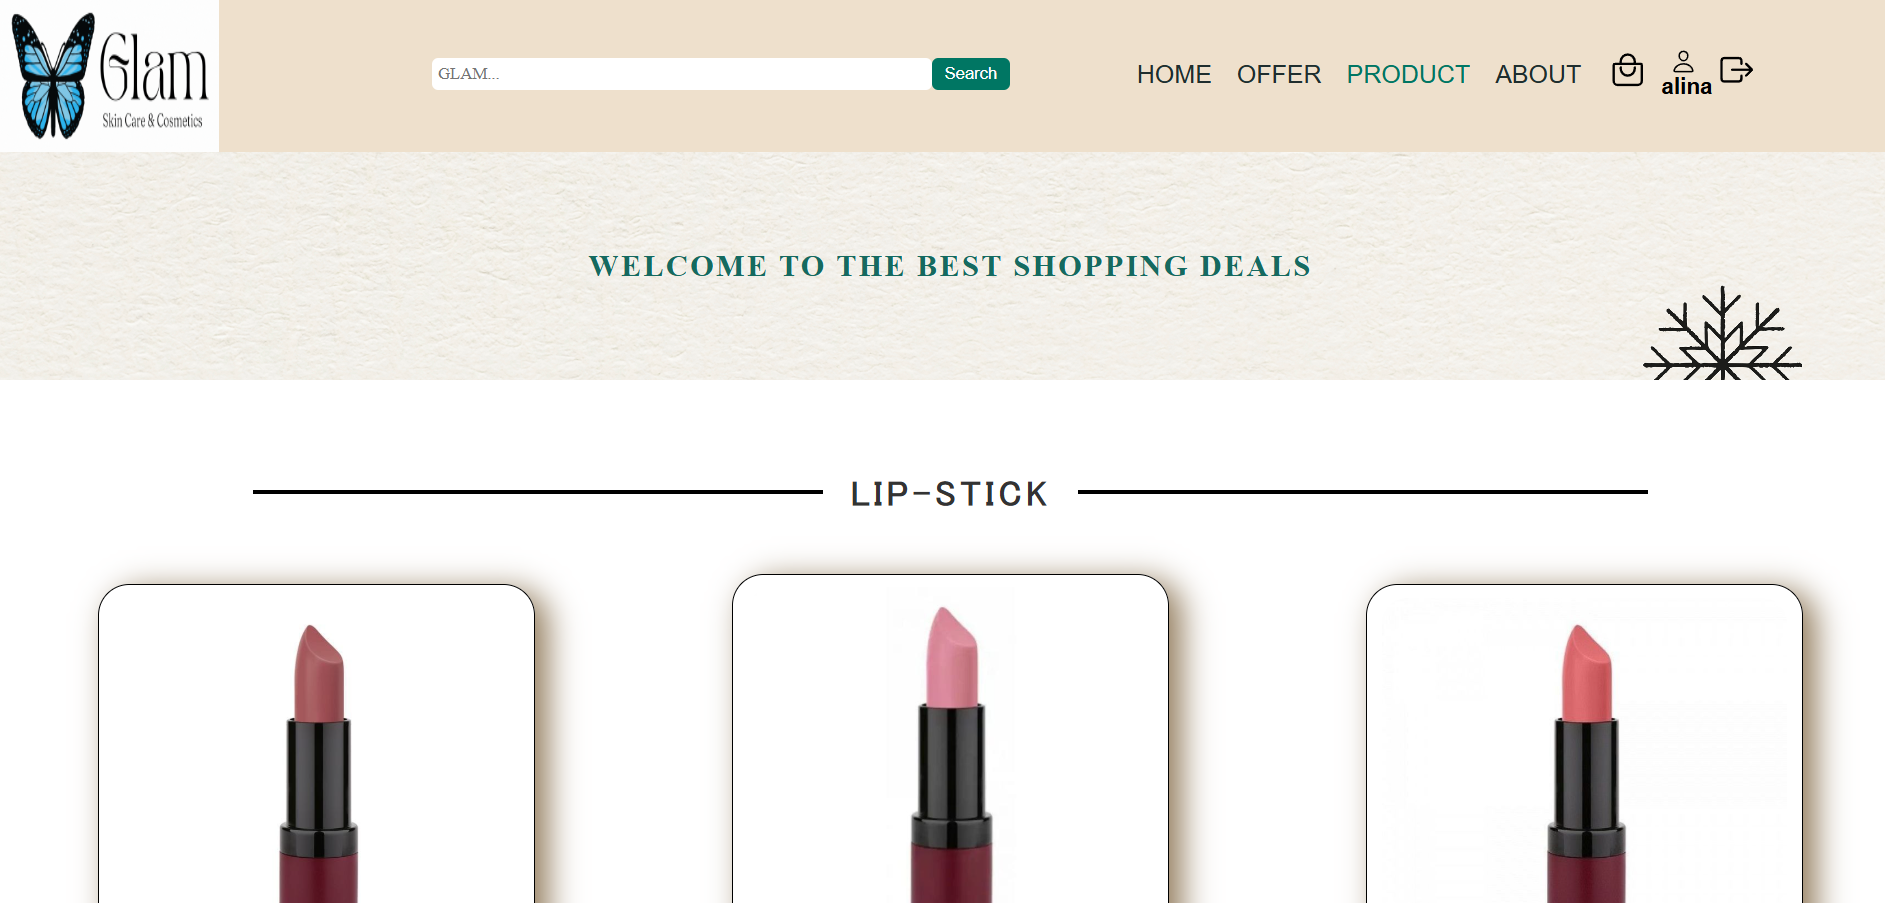 Glam
Skin Care & Cosmetics
GLAM...
Search
HOME
OFFER
PRODUCT
ABOUT
alina
WELCOME TO THE BEST SHOPPING DEALS
LIP-STICK